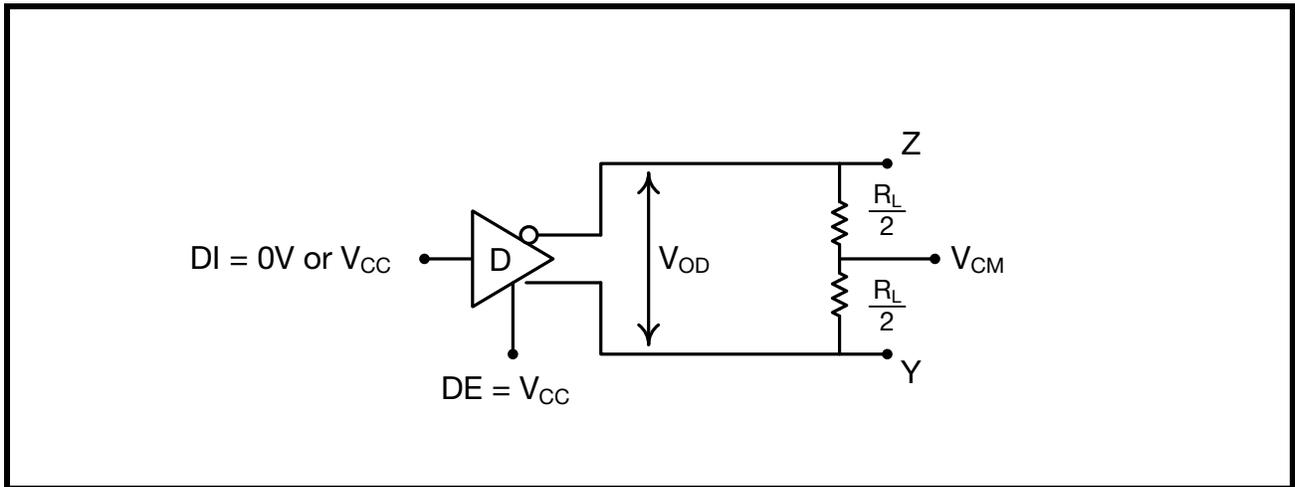 Z
R_L
2
DI = 0V or V_CC
D
V_OD
V_CM
R_L
2
DE = V_CC
Y